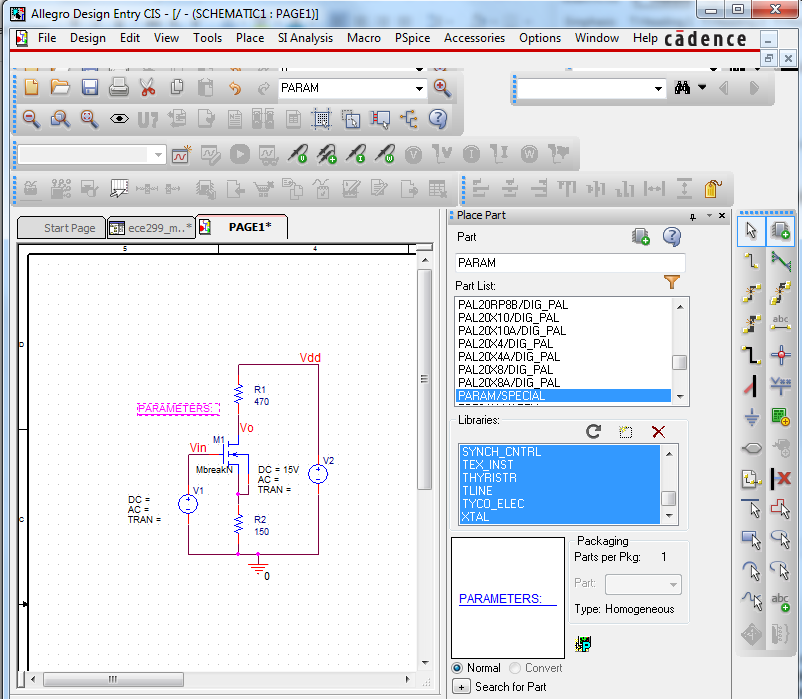 Allegro Design Entry CIS - [/ - (SCHEMATIC1 : PAGE1)]
File Design Edit View Tools Place SI Analysis Macro PSpice Accessories Options Window Help cādence
PARAM
U?
V I W
Start Page ece299_m...* PAGE1*
5 4
Place Part
Part
PARAM
Part List:
PAL20RP8B/DIG_PAL
PAL20X10/DIG_PAL
PAL20X10A/DIG_PAL
PAL20X4/DIG_PAL
PAL20X4A/DIG_PAL
PAL20X8/DIG_PAL
PAL20X8A/DIG_PAL
PARAM/SPECIAL
Libraries:
SYNCH_CNTRL
TEX_INST
THYRISTR
TLINE
TYCO_ELEC
XTAL
Packaging
Parts per Pkg: 1
Part:
Type: Homogeneous
PARAMETERS:
Normal Convert
+ Search for Part
abc
abc
D
C
Vdd
R1
470
PARAMETERS:
Vo
Vin
M1
MbreakN
DC = 15V
AC =
TRAN =
V2
V1
DC =
AC =
TRAN =
R2
150
0